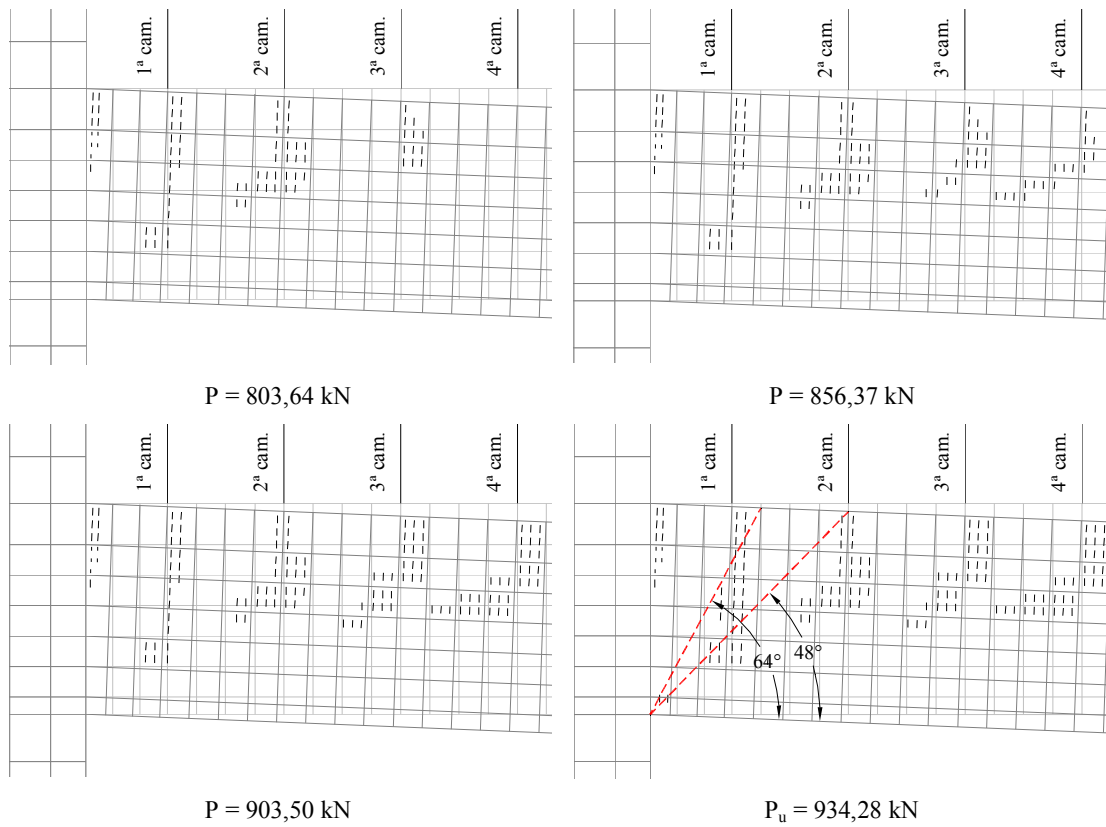 1ª cam.
2ª cam.
3ª cam.
4ª cam.
P = 803,64 kN
1ª cam.
2ª cam.
3ª cam.
4ª cam.
P = 856,37 kN
1ª cam.
2ª cam.
3ª cam.
4ª cam.
P = 903,50 kN
1ª cam.
2ª cam.
3ª cam.
4ª cam.
64°
48°
Pu = 934,28 kN